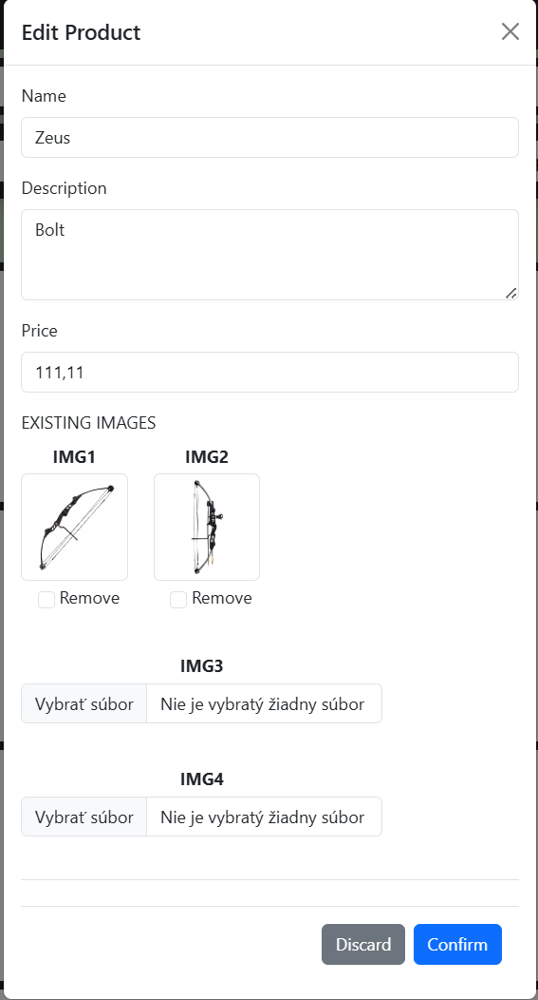 Edit Product
Name
Zeus
Description
Bolt
Price
111,11
EXISTING IMAGES
IMG1 IMG2
Remove Remove
IMG3
Vybrať súbor Nie je vybratý žiadny súbor
IMG4
Vybrať súbor Nie je vybratý žiadny súbor
Discard Confirm